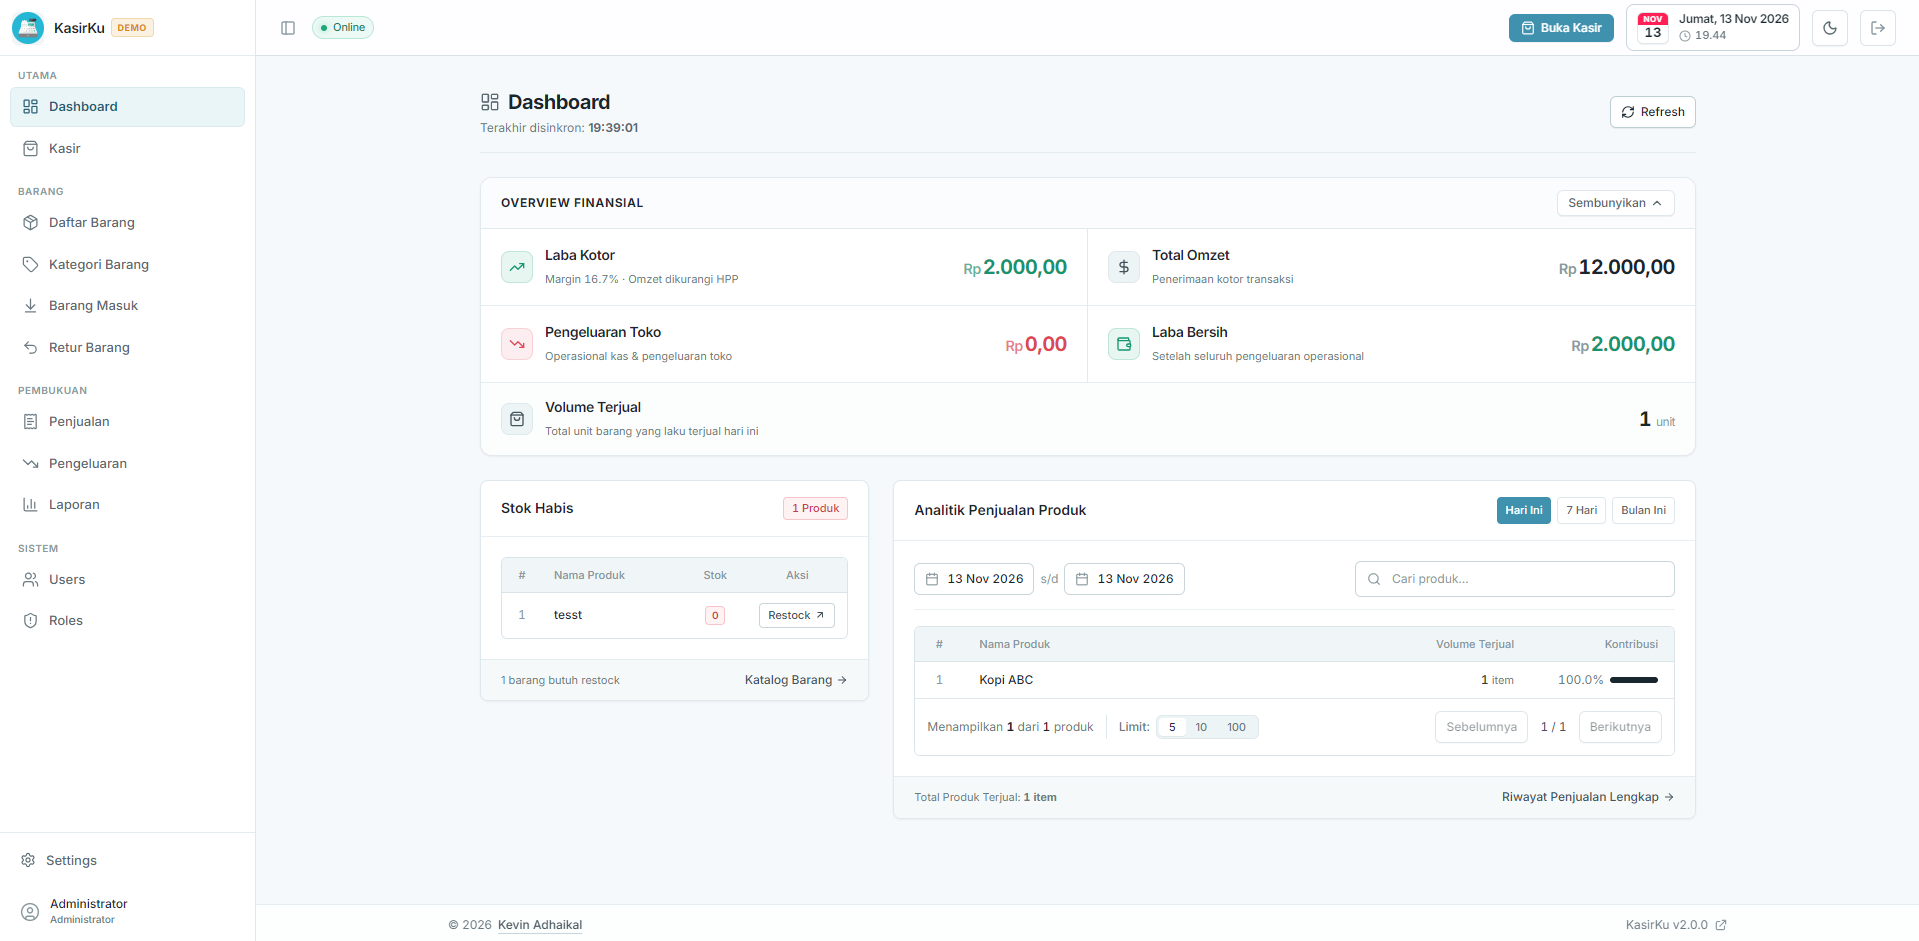 KasirKu DEMO
Online
Buka Kasir
NOV
13
Jumat, 13 Nov 2026
19.44
UTAMA
Dashboard
Kasir
BARANG
Daftar Barang
Kategori Barang
Barang Masuk
Retur Barang
PEMBUKUAN
Penjualan
Pengeluaran
Laporan
SISTEM
Users
Roles
Settings
Administrator
Administrator
Dashboard
Terakhir disinkron: 19:39:01
Refresh
OVERVIEW FINANSIAL
Sembunyikan
Laba Kotor
Margin 16.7% · Omzet dikurangi HPP
Rp 2.000,00
Total Omzet
Penerimaan kotor transaksi
Rp 12.000,00
Pengeluaran Toko
Operasional kas & pengeluaran toko
Rp 0,00
Laba Bersih
Setelah seluruh pengeluaran operasional
Rp 2.000,00
Volume Terjual
Total unit barang yang laku terjual hari ini
1 unit
Stok Habis
1 Produk
# Nama Produk Stok Aksi
1 tesst 0 Restock
1 barang butuh restock
Katalog Barang
Analitik Penjualan Produk
Hari Ini 7 Hari Bulan Ini
13 Nov 2026 s/d 13 Nov 2026
Cari produk...
# Nama Produk Volume Terjual Kontribusi
1 Kopi ABC 1 item 100.0%
Menampilkan 1 dari 1 produk
Limit: 5 10 100
Sebelumnya 1 / 1 Berikutnya
Total Produk Terjual: 1 item
Riwayat Penjualan Lengkap
© 2026 Kevin Adhaikal
KasirKu v2.0.0